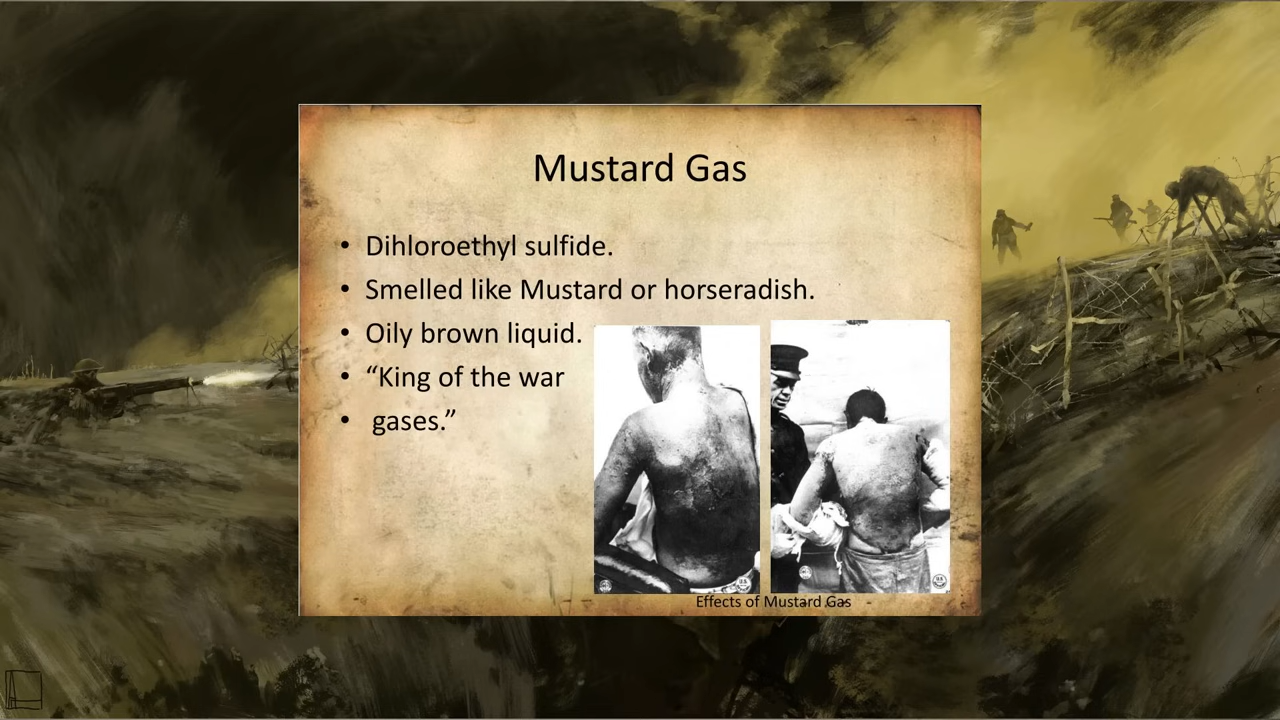 Mustard Gas
• Dihloroethyl sulfide.
• Smelled like Mustard or horseradish.
• Oily brown liquid.
• “King of the war
• gases.”
Effects of Mustard Gas